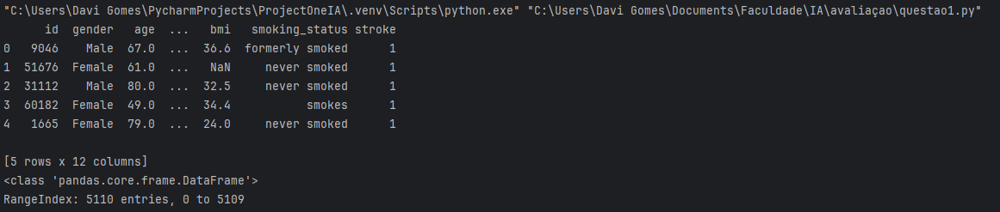 "C:\Users\Davi Gomes\PycharmProjects\ProjectOneIA\.venv\Scripts\python.exe" "C:\Users\Davi Gomes\Documents\Faculdade\IA\avaliaçao\questao1.py"
      id  gender   age  ...   bmi   smoking_status stroke
0   9046    Male  67.0  ...  36.6  formerly smoked      1
1  51676  Female  61.0  ...   NaN     never smoked      1
2  31112    Male  80.0  ...  32.5     never smoked      1
3  60182  Female  49.0  ...  34.4           smokes      1
4   1665  Female  79.0  ...  24.0     never smoked      1
[5 rows x 12 columns]
<class 'pandas.core.frame.DataFrame'>
RangeIndex: 5110 entries, 0 to 5109